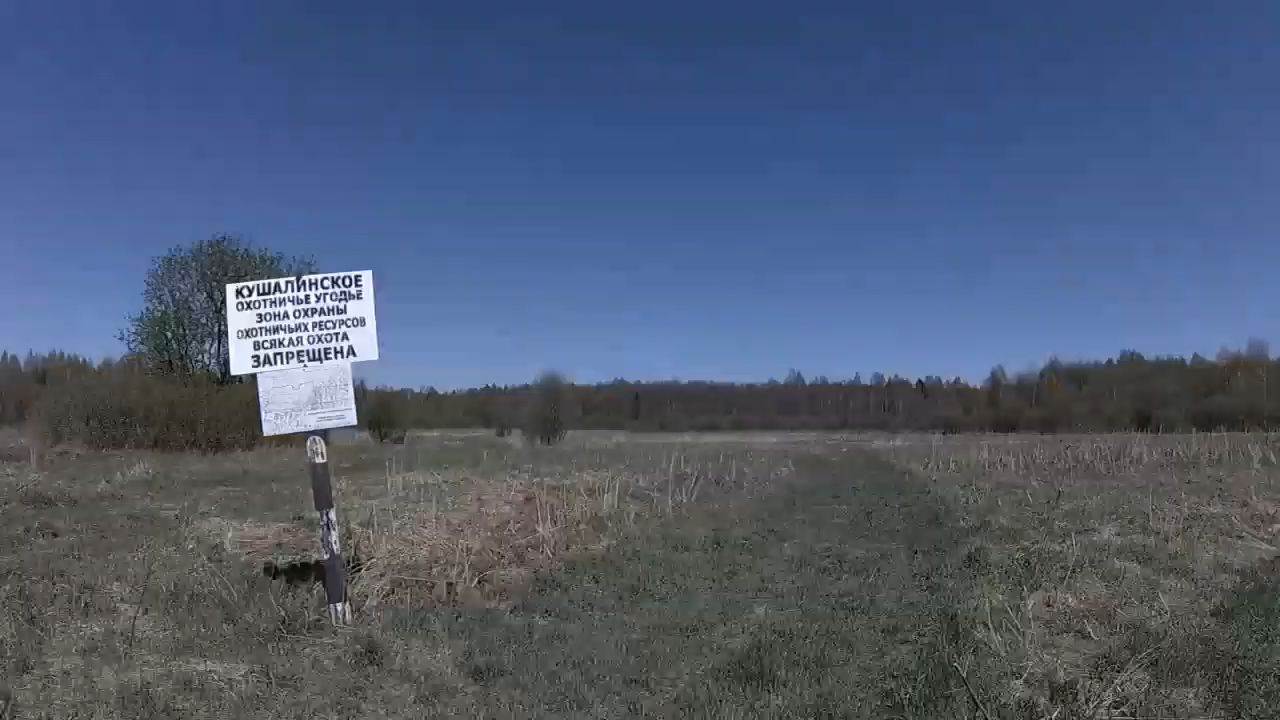 КУШАЛИНСКОЕ
ОХОТНИЧЬЕ УГОДЬЕ
ЗОНА ОХРАНЫ
ОХОТНИЧЬИХ РЕСУРСОВ
ВСЯКАЯ ОХОТА
ЗАПРЕЩЕНА